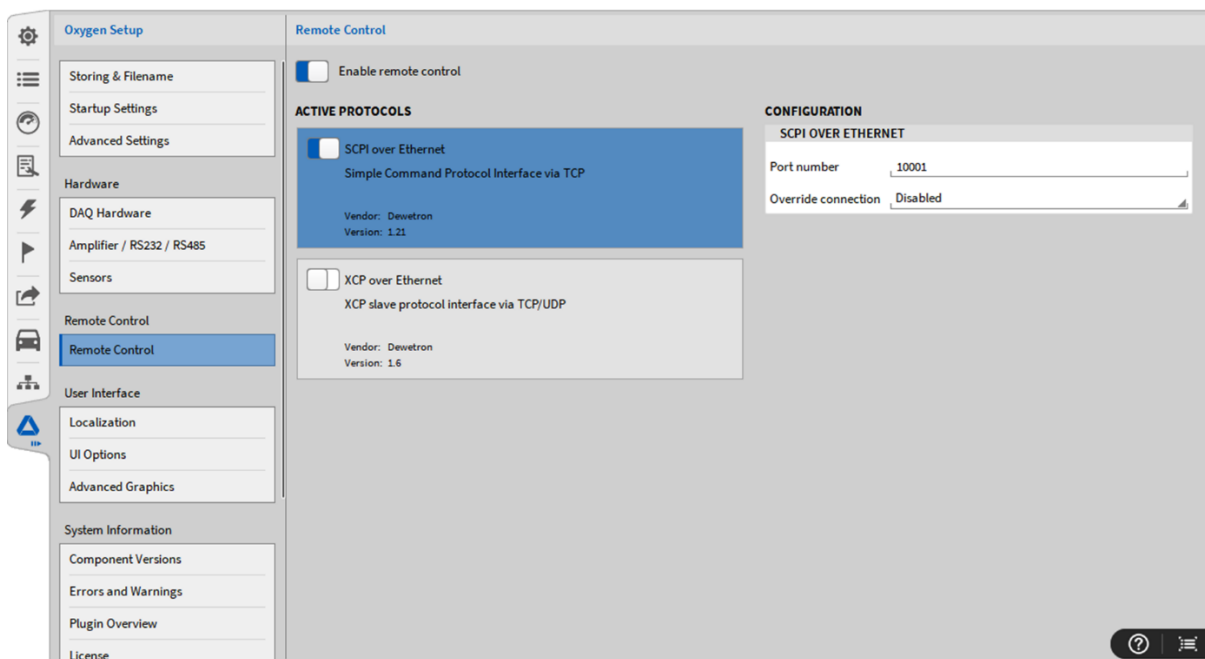 Oxygen Setup
Storing & Filename
Startup Settings
Advanced Settings
Hardware
DAQ Hardware
Amplifier / RS232 / RS485
Sensors
Remote Control
Remote Control
User Interface
Localization
UI Options
Advanced Graphics
System Information
Component Versions
Errors and Warnings
Plugin Overview
License
Remote Control
Enable remote control
ACTIVE PROTOCOLS
SCPI over Ethernet
Simple Command Protocol Interface via TCP
Vendor: Dewetron
Version: 1.21
XCP over Ethernet
XCP slave protocol interface via TCP/UDP
Vendor: Dewetron
Version: 1.6
CONFIGURATION
SCPI OVER ETHERNET
Port number 10001
Override connection Disabled